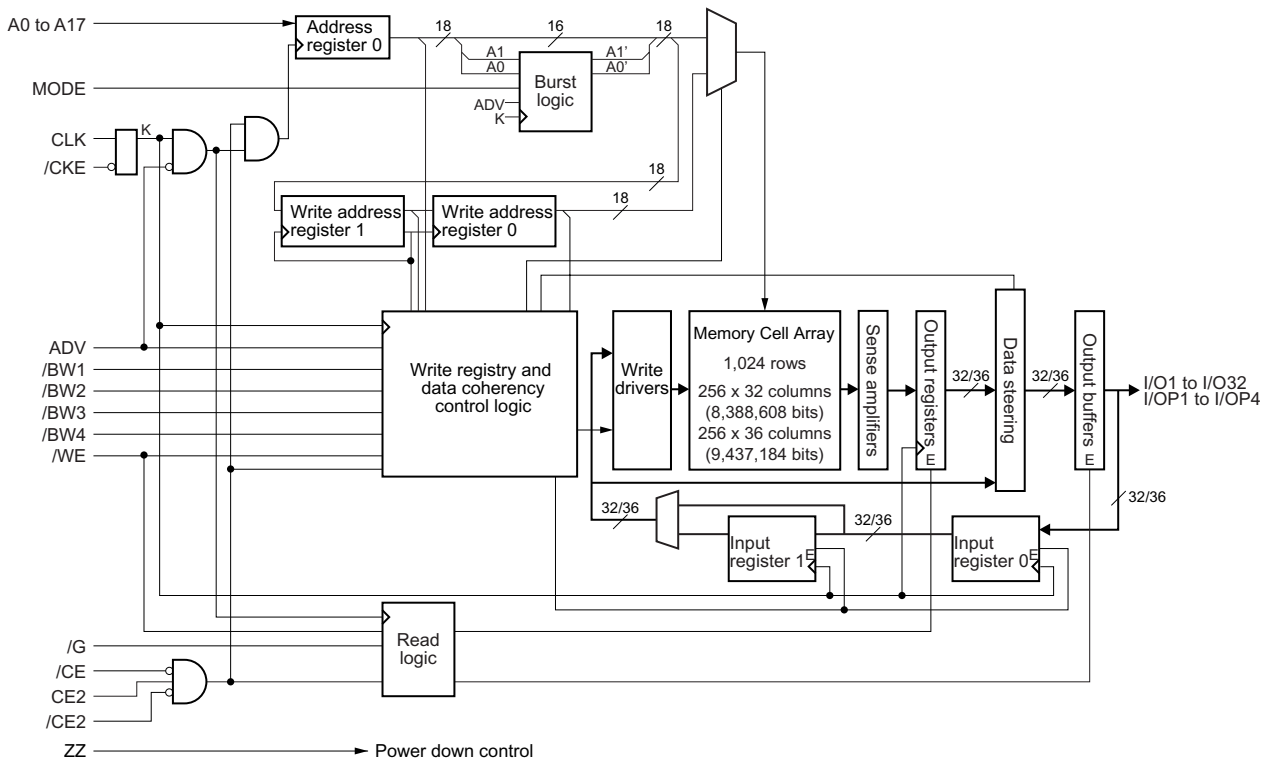 A0 to A17
Address
register 0
18
16
18
A1
A0
A1'
A0'
MODE
Burst
logic
ADV
K
CLK
K
/CKE
18
18
Write address
register 1
Write address
register 0
ADV
/BW1
/BW2
/BW3
/BW4
/WE
Write registry and
data coherency
control logic
Write
drivers
Memory Cell Array
1,024 rows
256 x 32 columns
(8,388,608 bits)
256 x 36 columns
(9,437,184 bits)
Sense amplifiers
Output registers
E
32/36
Data steering
32/36
Output buffers
E
I/O1 to I/O32
I/OP1 to I/OP4
32/36
32/36
32/36
Input
register 1
E
Input
register 0
E
/G
Read
logic
/CE
CE2
/CE2
ZZ
Power down control